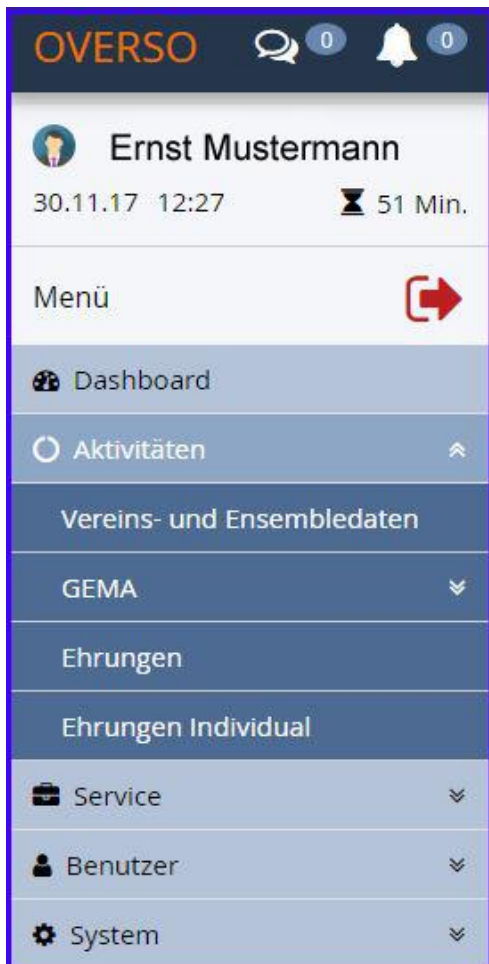 OVERSO 0 0
Ernst Mustermann
30.11.17 12:27 51 Min.
Menü
Dashboard
Aktivitäten
Vereins- und Ensembledaten
GEMA
Ehrungen
Ehrungen Individual
Service
Benutzer
System